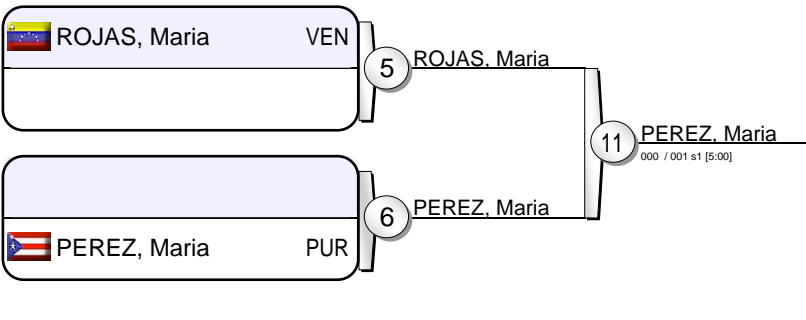 ROJAS, Maria VEN
5
ROJAS, Maria
11
PEREZ, Maria
000 / 001 s1 [5:00]
6
PEREZ, Maria
PEREZ, Maria PUR